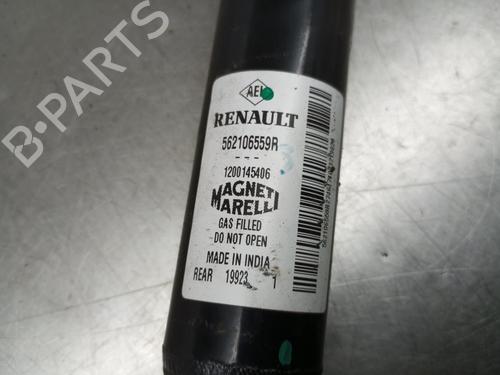 AEI
RENAULT
562106559R
---
1200145406
MAGNETI
MARELLI
GAS FILLED
DO NOT OPEN
MADE IN INDIA
REAR 19923 1
B-PARTS